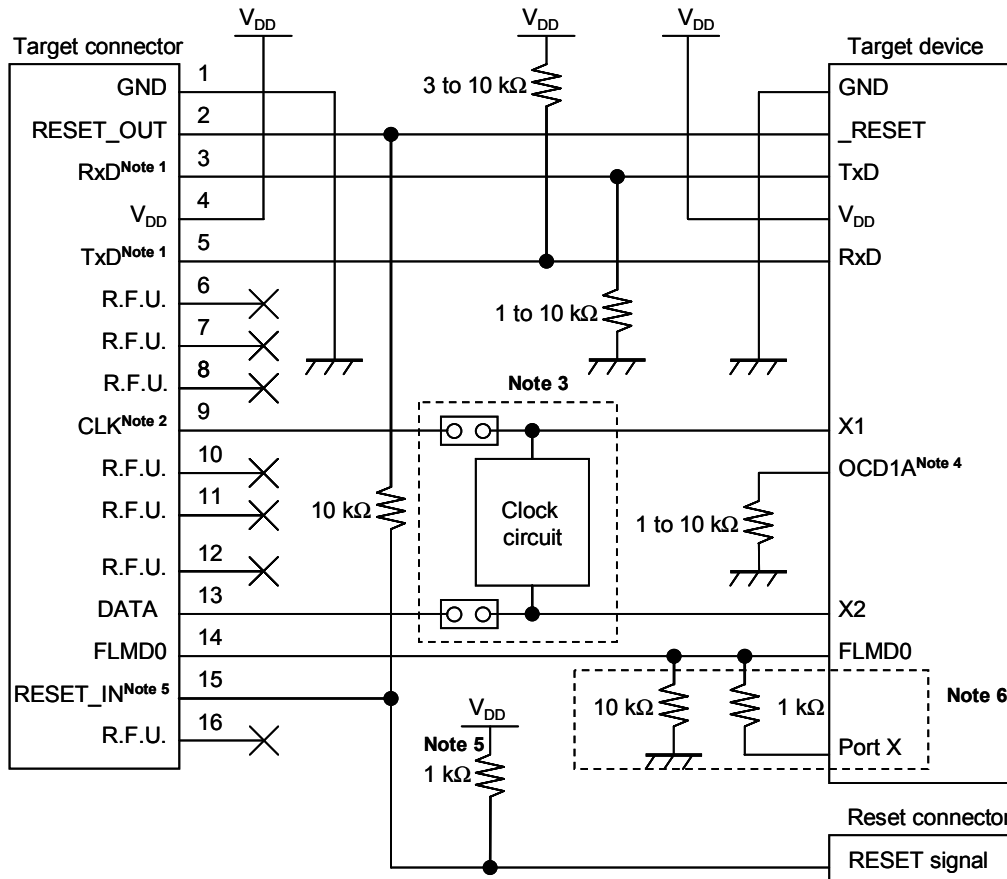 V_DD V_DD V_DD
Target connector Target device
3 to 10 kΩ
GND 1 GND
RESET_OUT 2 _RESET
RxD^Note 1 3 TxD
V_DD 4 V_DD
TxD^Note 1 5 RxD
R.F.U. 6
1 to 10 kΩ
R.F.U. 7
R.F.U. 8
Note 3
CLK^Note 2 9 X1
R.F.U. 10 OCD1A^Note 4
R.F.U. 11
10 kΩ Clock circuit 1 to 10 kΩ
R.F.U. 12
DATA 13 X2
FLMD0 14 FLMD0
RESET_IN^Note 5 15
10 kΩ 1 kΩ Note 6
R.F.U. 16
V_DD
Port X
Note 5
1 kΩ
Reset connector
RESET signal